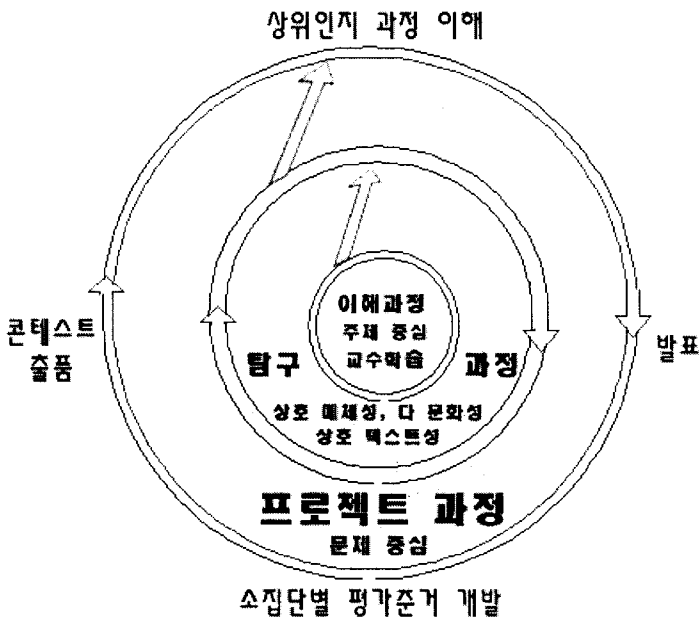 상위인지 과정 이해
이해과정
주제 중심
교수학습
탐구 과정
상호 매체성, 다 문화성
상호 텍스트성
콘테스트
출품
발표
프로젝트 과정
문제 중심
소집단별 평가준거 개발